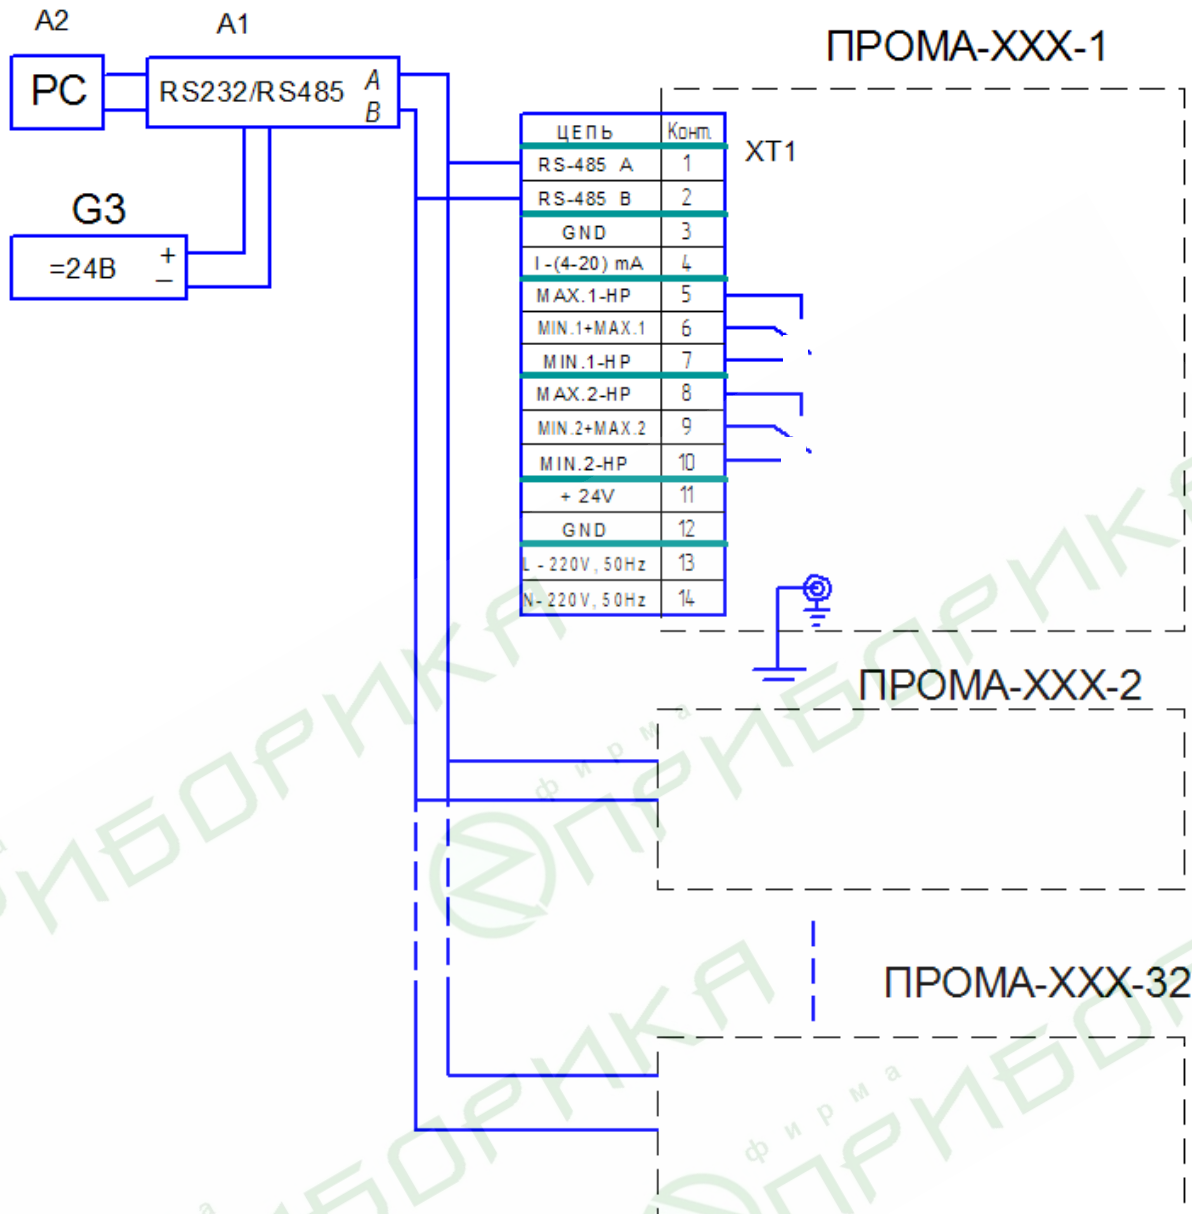 A2
A1
ПРОМА-XXX-1
PC
RS232/RS485
A
B
ЦЕПЬ Конт.
XT1
RS-485 A 1
RS-485 B 2
G3
GND 3
=24В + –
I-(4-20) mA 4
MAX.1-HP 5
MIN.1+MAX.1 6
MIN.1-HP 7
MAX.2-HP 8
MIN.2+MAX.2 9
MIN.2-HP 10
+ 24V 11
GND 12
L - 220V, 50Hz 13
N- 220V, 50Hz 14
ПРОМА-XXX-2
фирма
ПРИБОРИКА
ПРОМА-XXX-32
фирма